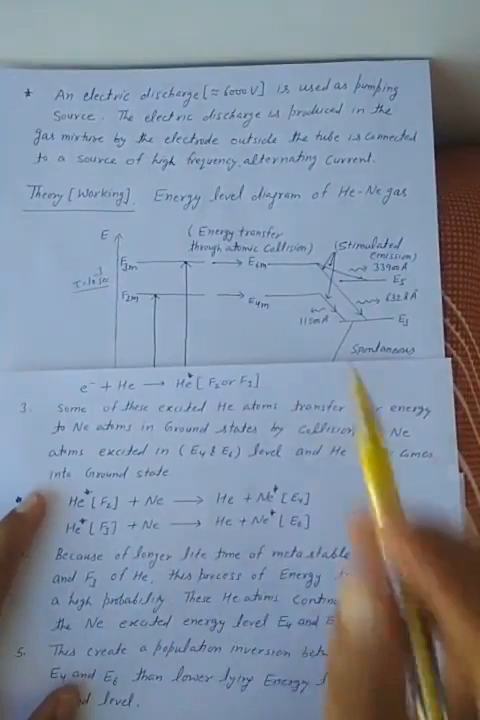 * An electric discharge [≈ 6000V] is used as pumping
source. The electric discharge is produced in the
gas mixture by the electrode outside the tube is connected
to a source of high frequency alternating current.
Theory [Working]. Energy level diagram of He-Ne gas
E
(Energy transfer through atomic collision)
(Stimulated emission)
F3m
E6m
33900Å
E5
F2m
E4m
6328Å
11500Å
E3
Spontaneous
e⁻ + He → He* [F2 or F3]
3. Some of these excited He atoms transfer energy
to Ne atoms in Ground states by collision Ne
atoms excited in (E4 & E6) level and He comes
into Ground state
He* [F2] + Ne → He + Ne* [E4]
He* [F3] + Ne → He + Ne* [E6]
Because of longer life time of metastable
and F3 of He, this process of Energy
a high probability. These He atoms
the Ne excited energy level E4 and
5. This create a population inversion
E4 and E6 than lower lying Energy
level.